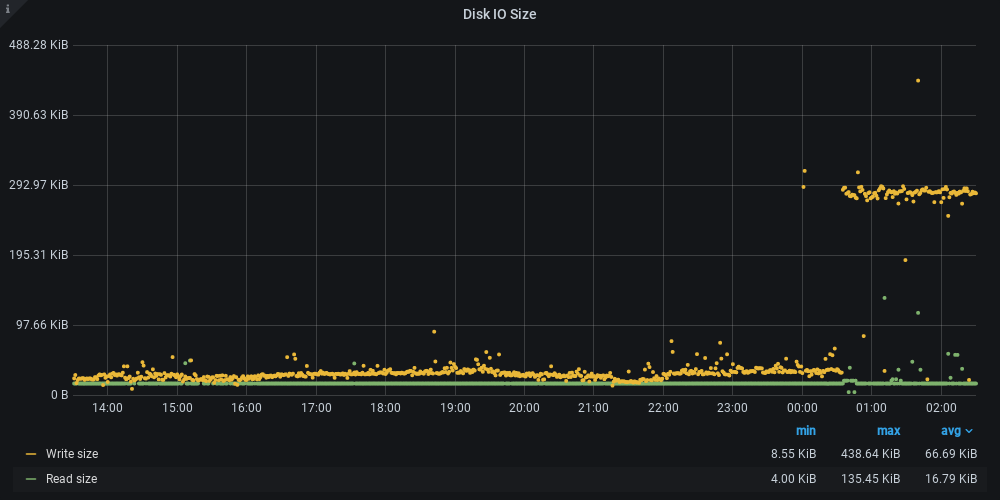 i
Disk IO Size
488.28 KiB
390.63 KiB
292.97 KiB
195.31 KiB
97.66 KiB
0 B
14:00 15:00 16:00 17:00 18:00 19:00 20:00 21:00 22:00 23:00 00:00 01:00 02:00
min max avg
Write size 8.55 KiB 438.64 KiB 66.69 KiB
Read size 4.00 KiB 135.45 KiB 16.79 KiB